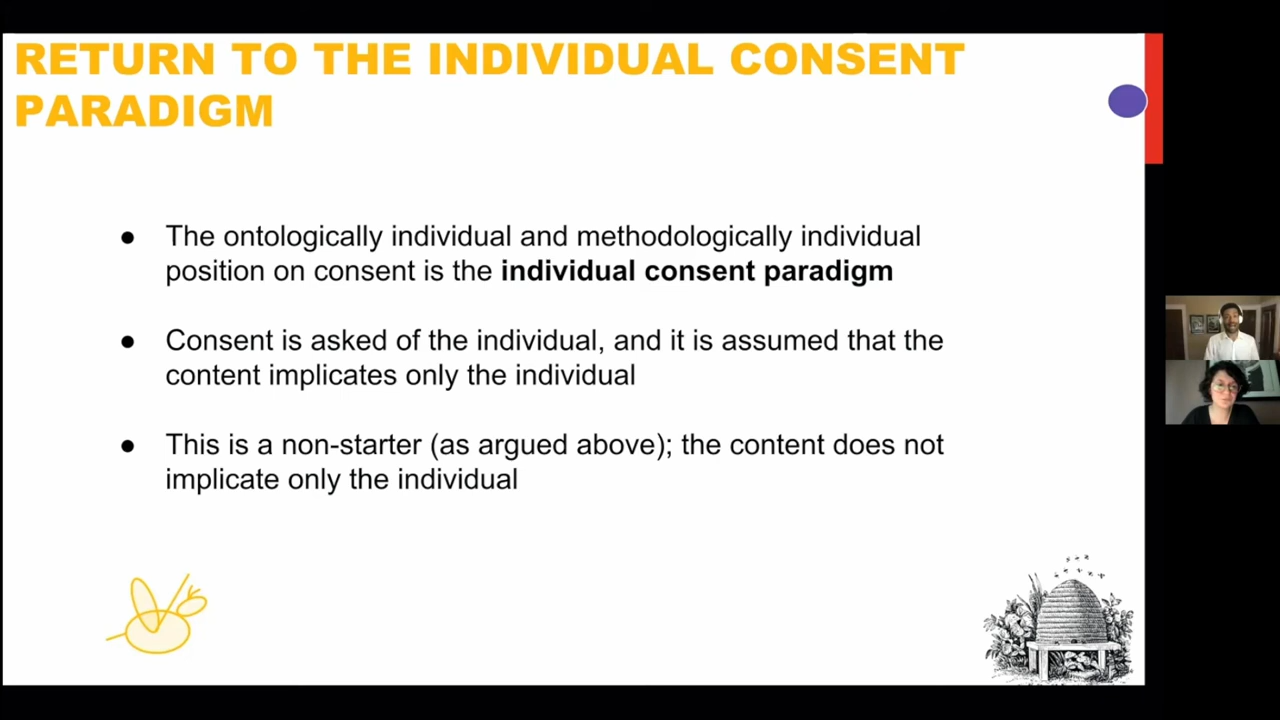 RETURN TO THE INDIVIDUAL CONSENT
PARADIGM
● The ontologically individual and methodologically individual
position on consent is the individual consent paradigm
● Consent is asked of the individual, and it is assumed that the
content implicates only the individual
● This is a non-starter (as argued above); the content does not
implicate only the individual